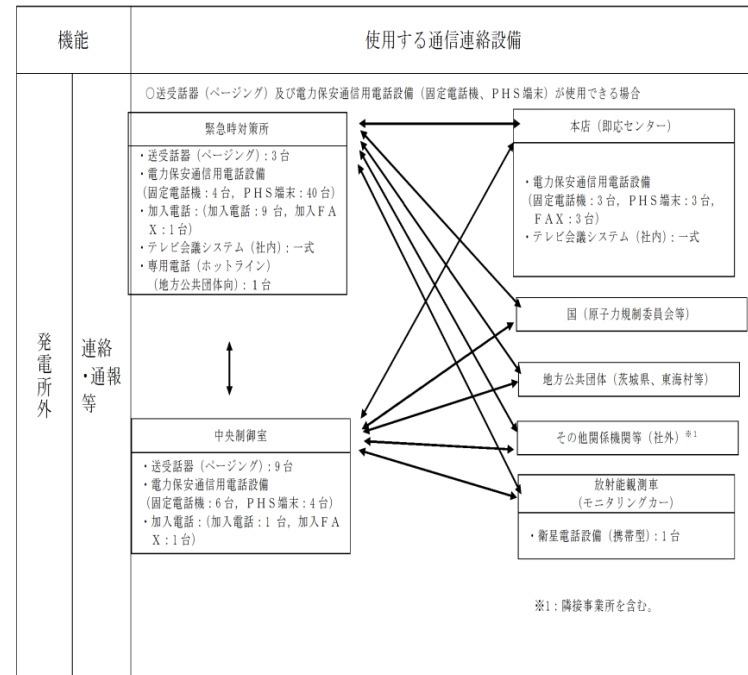 機能
使用する通信連絡設備
発電所外
連絡
・通報
等
○送受話器(ページング)及び電力保安通信用電話設備(固定電話機、PHS端末)が使用できる場合
緊急時対策所
・送受話器(ページング):3台
・電力保安通信用電話設備
(固定電話機:4台,PHS端末:40台)
・加入電話:(加入電話:9台,加入FA
X:1台)
・テレビ会議システム(社内):一式
・専用電話(ホットライン)
(地方公共団体向):1台
中央制御室
・送受話器(ページング):9台
・電力保安通信用電話設備
(固定電話機:6台,PHS端末:4台)
・加入電話:(加入電話:1台,加入FA
X:1台)
本店(即応センター)
・電力保安通信用電話設備
(固定電話機:3台,PHS端末:3台,
FAX:3台)
・テレビ会議システム(社内):一式
国(原子力規制委員会等)
地方公共団体(茨城県、東海村等)
その他関係機関等(社外)※1
放射能観測車
(モニタリングカー)
・衛星電話設備(携帯型):1台
※1:隣接事業所を含む。